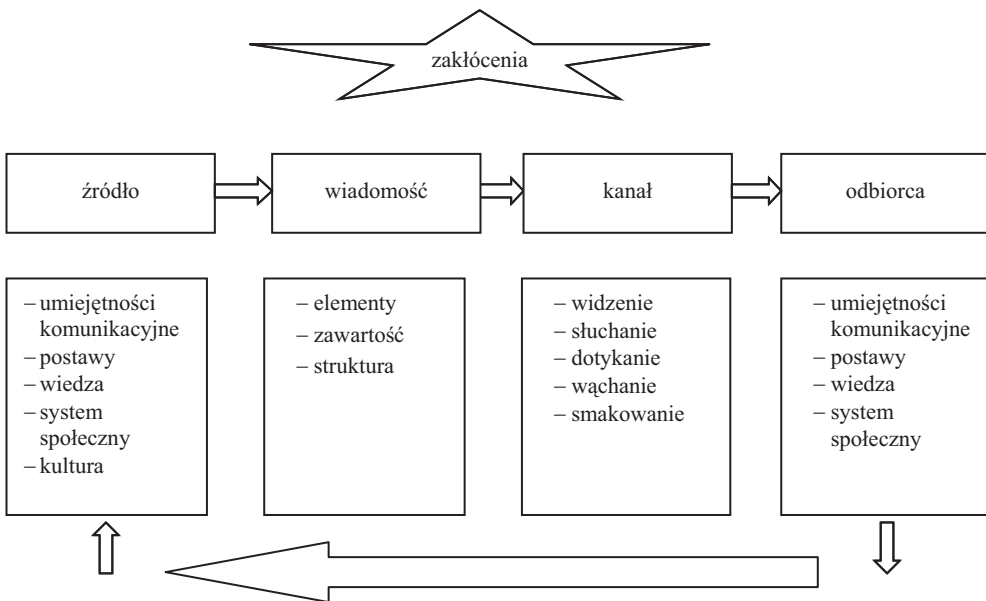 zakłócenia
źródło
wiadomość
kanał
odbiorca
– umiejętności
komunikacyjne
– postawy
– wiedza
– system
społeczny
– kultura
– elementy
– zawartość
– struktura
– widzenie
– słuchanie
– dotykanie
– wąchanie
– smakowanie
– umiejętności
komunikacyjne
– postawy
– wiedza
– system
społeczny